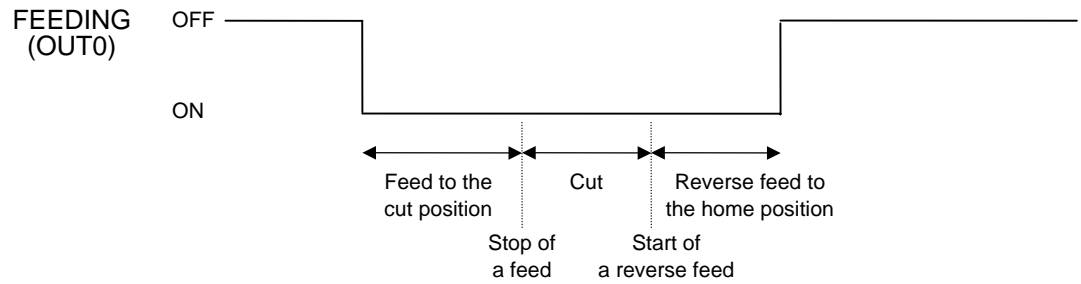 FEEDING
(OUT0)
OFF
ON
Feed to the
cut position
Cut
Reverse feed to
the home position
Stop of
a feed
Start of
a reverse feed